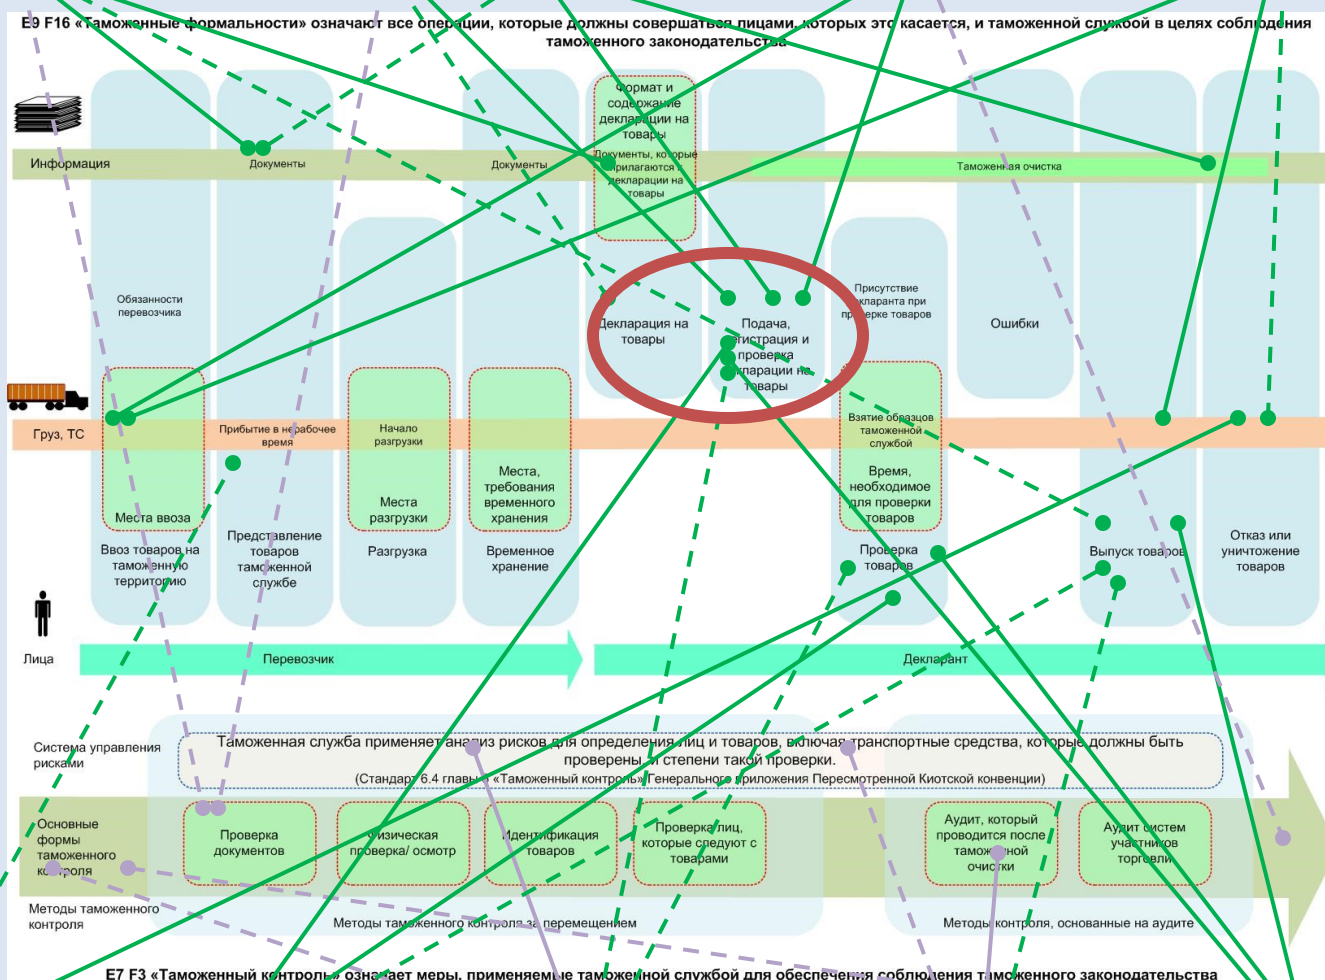 E9 F16 «Таможенные формальности» означают все операции, которые должны совершаться лицами, которых это касается, и таможенной службой в целях соблюдения
таможенного законодательства
Формат и
содержание
декларации на
товары
Информация
Документы
Документы
Документы, которые
прилагаются к
декларации на
товары
Таможенная очистка
Обязанности
перевозчика
Декларация на
товары
Подача,
регистрация и
проверка
декларации на
товары
Присутствие
декларанта при
проверке товаров
Ошибки
Груз, ТС
Прибытие в нерабочее
время
Начало
разгрузки
Взятие образцов
таможенной
службой
Места ввоза
Места
разгрузки
Места,
требования
временного
хранения
Время,
необходимое
для проверки
товаров
Ввоз товаров на
таможенную
территорию
Представление
товаров
таможенной
службе
Разгрузка
Временное
хранение
Проверка
товаров
Выпуск товаров
Отказ или
уничтожение
товаров
Лица
Перевозчик
Декларант
Система управления
рисками
Таможенная служба применяет анализ рисков для определения лиц и товаров, включая транспортные средства, которые должны быть
проверены, и степени такой проверки.
(Стандарт 6.4 главы 6 «Таможенный контроль» Генерального приложения Пересмотренной Киотской конвенции)
Основные
формы
таможенного
контроля
Проверка
документов
Физическая
проверка/ осмотр
Идентификация
товаров
Проверка лиц,
которые следуют с
товарами
Аудит, который
проводится после
таможенной
очистки
Аудит систем
участников
торговли
Методы таможенного
контроля
Методы таможенного контроля за перемещением
Методы контроля, основанные на аудите
E7 F3 «Таможенный контроль» означает меры, применяемые таможенной службой для обеспечения соблюдения таможенного законодательства